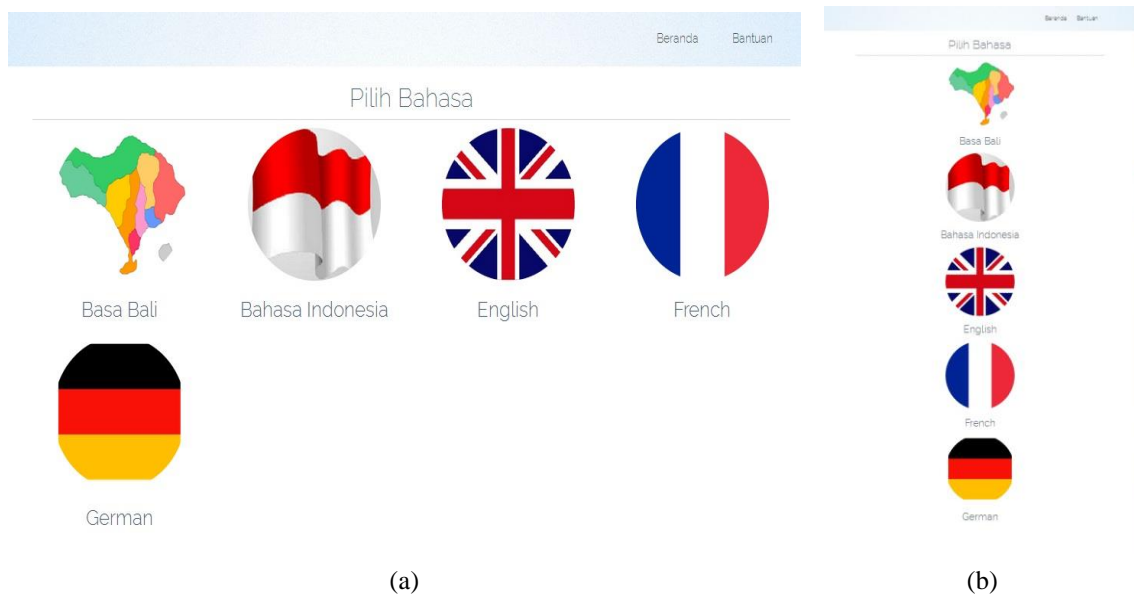 Beranda Bantuan
Pilih Bahasa
Basa Bali Bahasa Indonesia English French
German
(a)
Beranda Bantuan
Pilih Bahasa
Basa Bali
Bahasa Indonesia
English
French
German
(b)